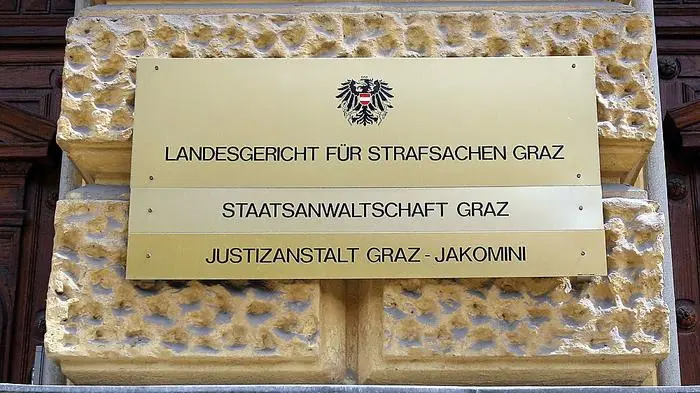 LANDESGERICHT FÜR STRAFSACHEN GRAZ
STAATSANWALTSCHAFT GRAZ
JUSTIZANSTALT GRAZ - JAKOMINI